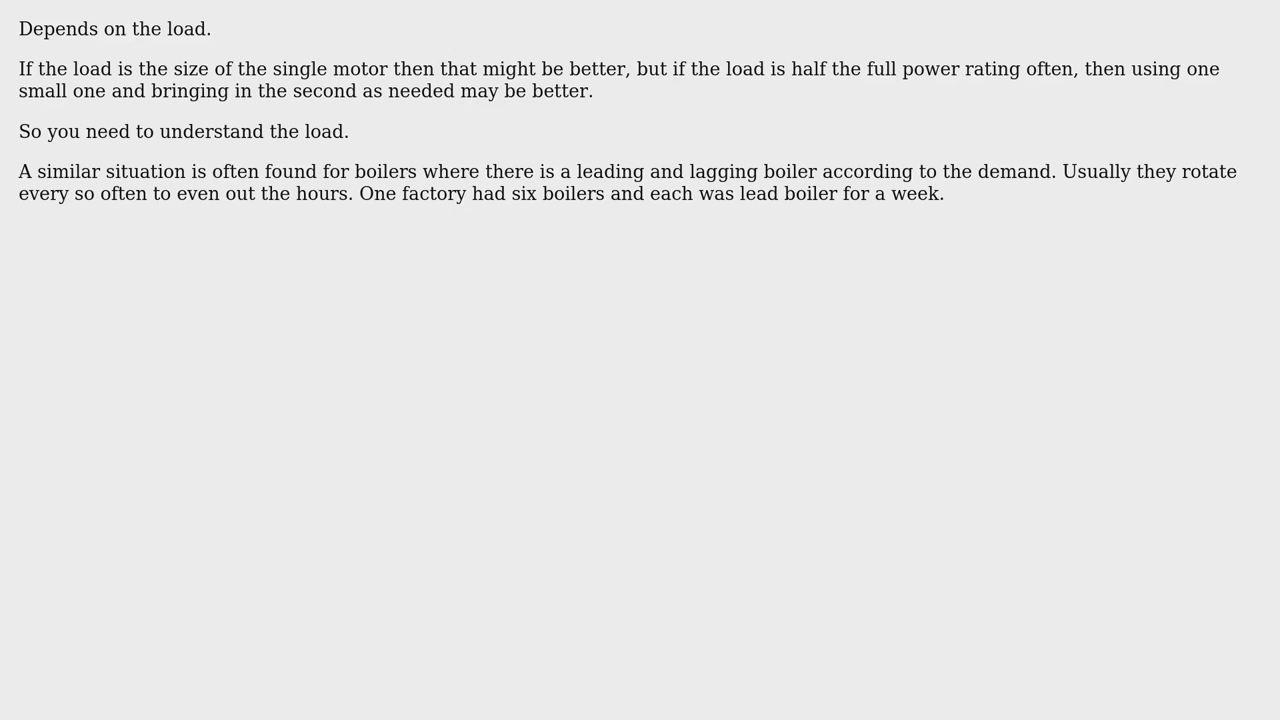 Depends on the load.
If the load is the size of the single motor then that might be better, but if the load is half the full power rating often, then using one
small one and bringing in the second as needed may be better.
So you need to understand the load.
A similar situation is often found for boilers where there is a leading and lagging boiler according to the demand. Usually they rotate
every so often to even out the hours. One factory had six boilers and each was lead boiler for a week.